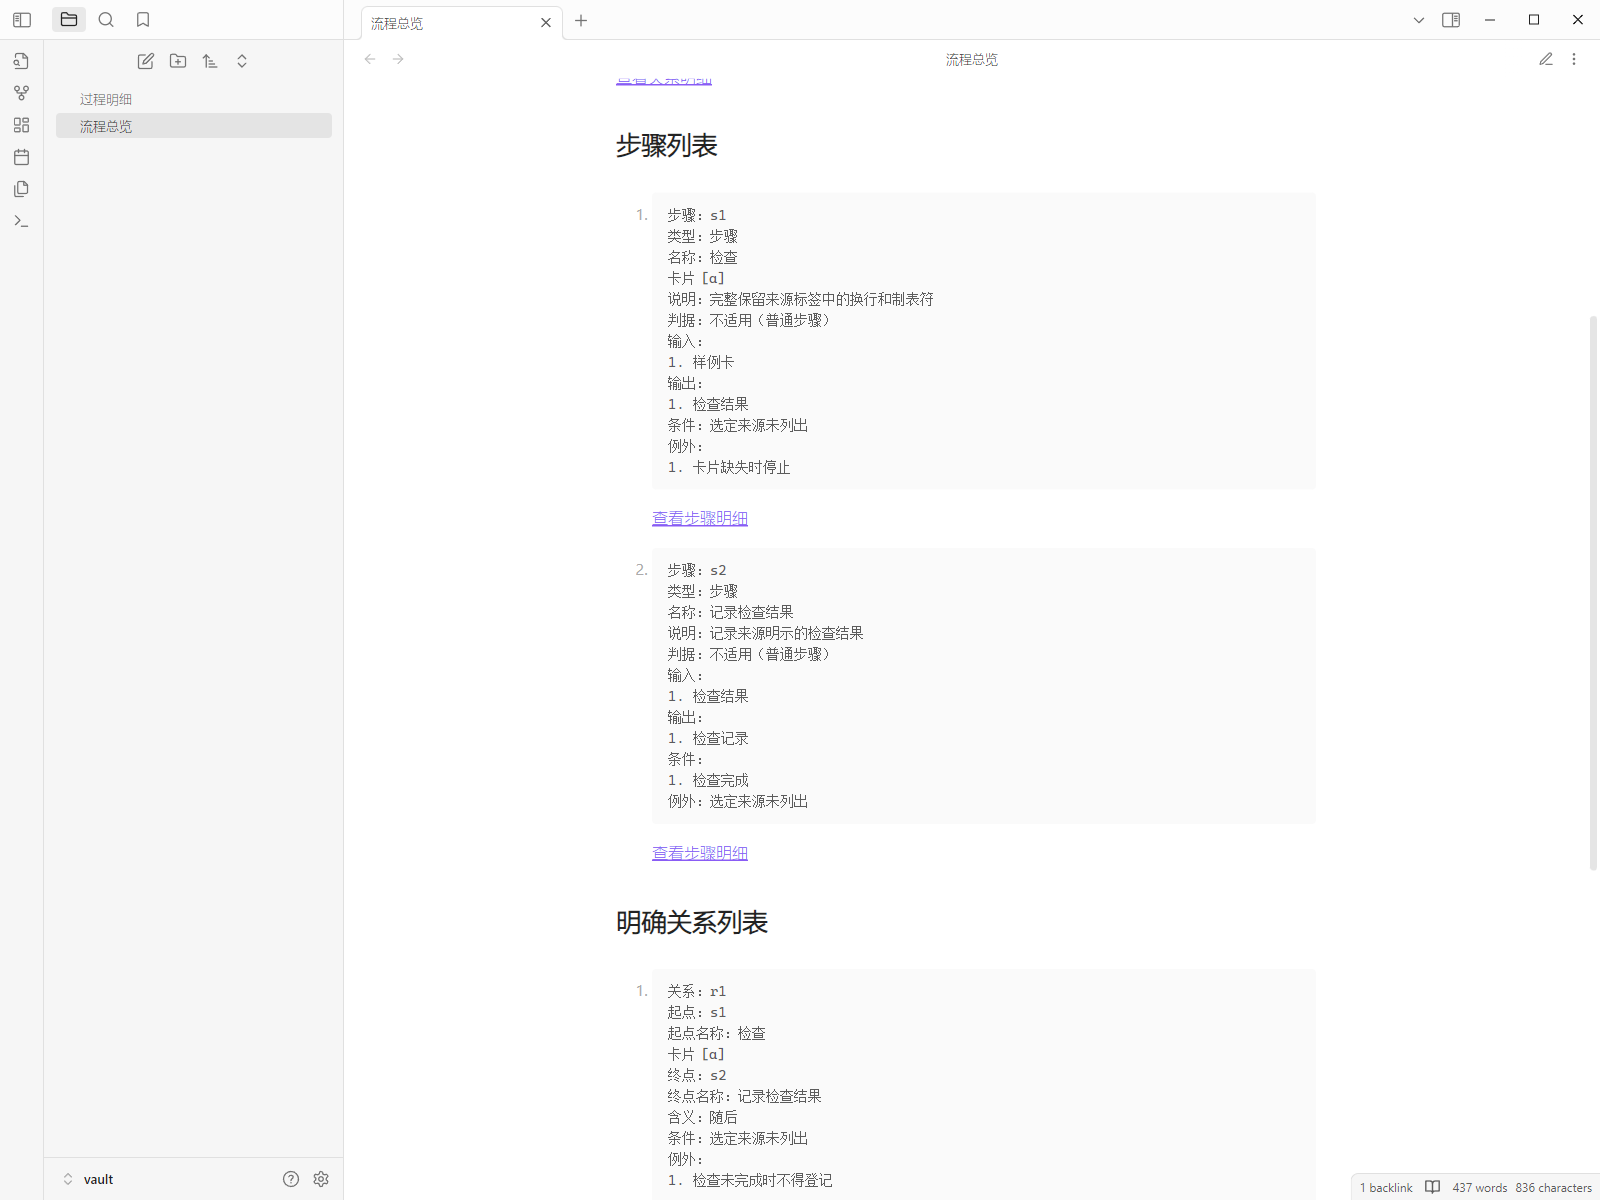 流程总览
过程明细
流程总览
流程总览
查看关系明细
步骤列表
1. 步骤：s1
类型：步骤
名称：检查
卡片 [α]
说明：完整保留来源标签中的换行和制表符
判据：不适用（普通步骤）
输入：
1. 样例卡
输出：
1. 检查结果
条件：选定来源未列出
例外：
1. 卡片缺失时停止
查看步骤明细
2. 步骤：s2
类型：步骤
名称：记录检查结果
说明：记录来源明示的检查结果
判据：不适用（普通步骤）
输入：
1. 检查结果
输出：
1. 检查记录
条件：
1. 检查完成
例外：选定来源未列出
查看步骤明细
明确关系列表
1. 关系：r1
起点：s1
起点名称：检查
卡片 [α]
终点：s2
终点名称：记录检查结果
含义：随后
条件：选定来源未列出
例外：
1. 检查未完成时不得登记
vault
1 backlink 437 words 836 characters